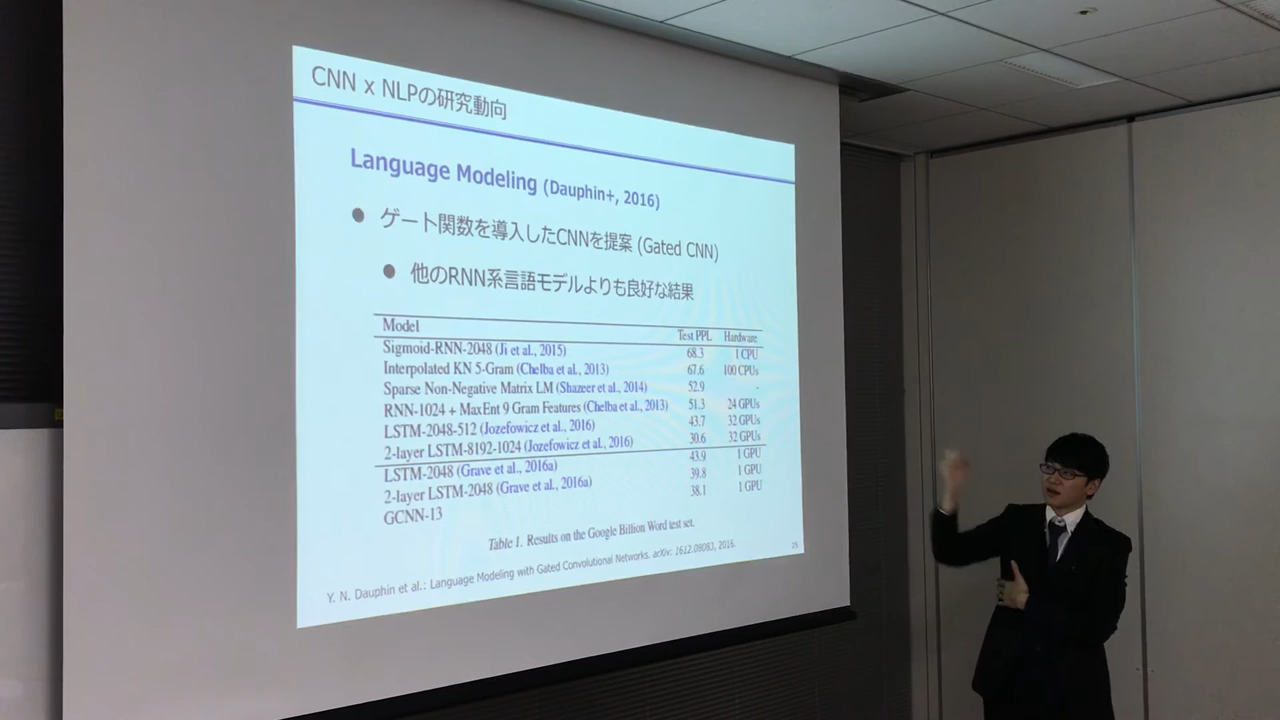 CNN x NLPの研究動向
Language Modeling (Dauphin+, 2016)
● ゲート関数を導入したCNNを提案 (Gated CNN)
● 他のRNN系言語モデルよりも良好な結果
Model Test PPL Hardware
Sigmoid-RNN-2048 (Ji et al., 2015) 68.3 1 CPU
Interpolated KN 5-Gram (Chelba et al., 2013) 67.6 100 CPUs
Sparse Non-Negative Matrix LM (Shazeer et al., 2014) 52.9 -
RNN-1024 + MaxEnt 9 Gram Features (Chelba et al., 2013) 51.3 24 GPUs
LSTM-2048-512 (Jozefowicz et al., 2016) 43.7 32 GPUs
2-layer LSTM-8192-1024 (Jozefowicz et al., 2016) 30.6 32 GPUs
LSTM-2048 (Grave et al., 2016a) 43.9 1 GPU
2-layer LSTM-2048 (Grave et al., 2016a) 39.8 1 GPU
GCNN-13 38.1 1 GPU
Table 1. Results on the Google Billion Word test set.
Y. N. Dauphin et al.: Language Modeling with Gated Convolutional Networks. arXiv: 1612.08083, 2016.